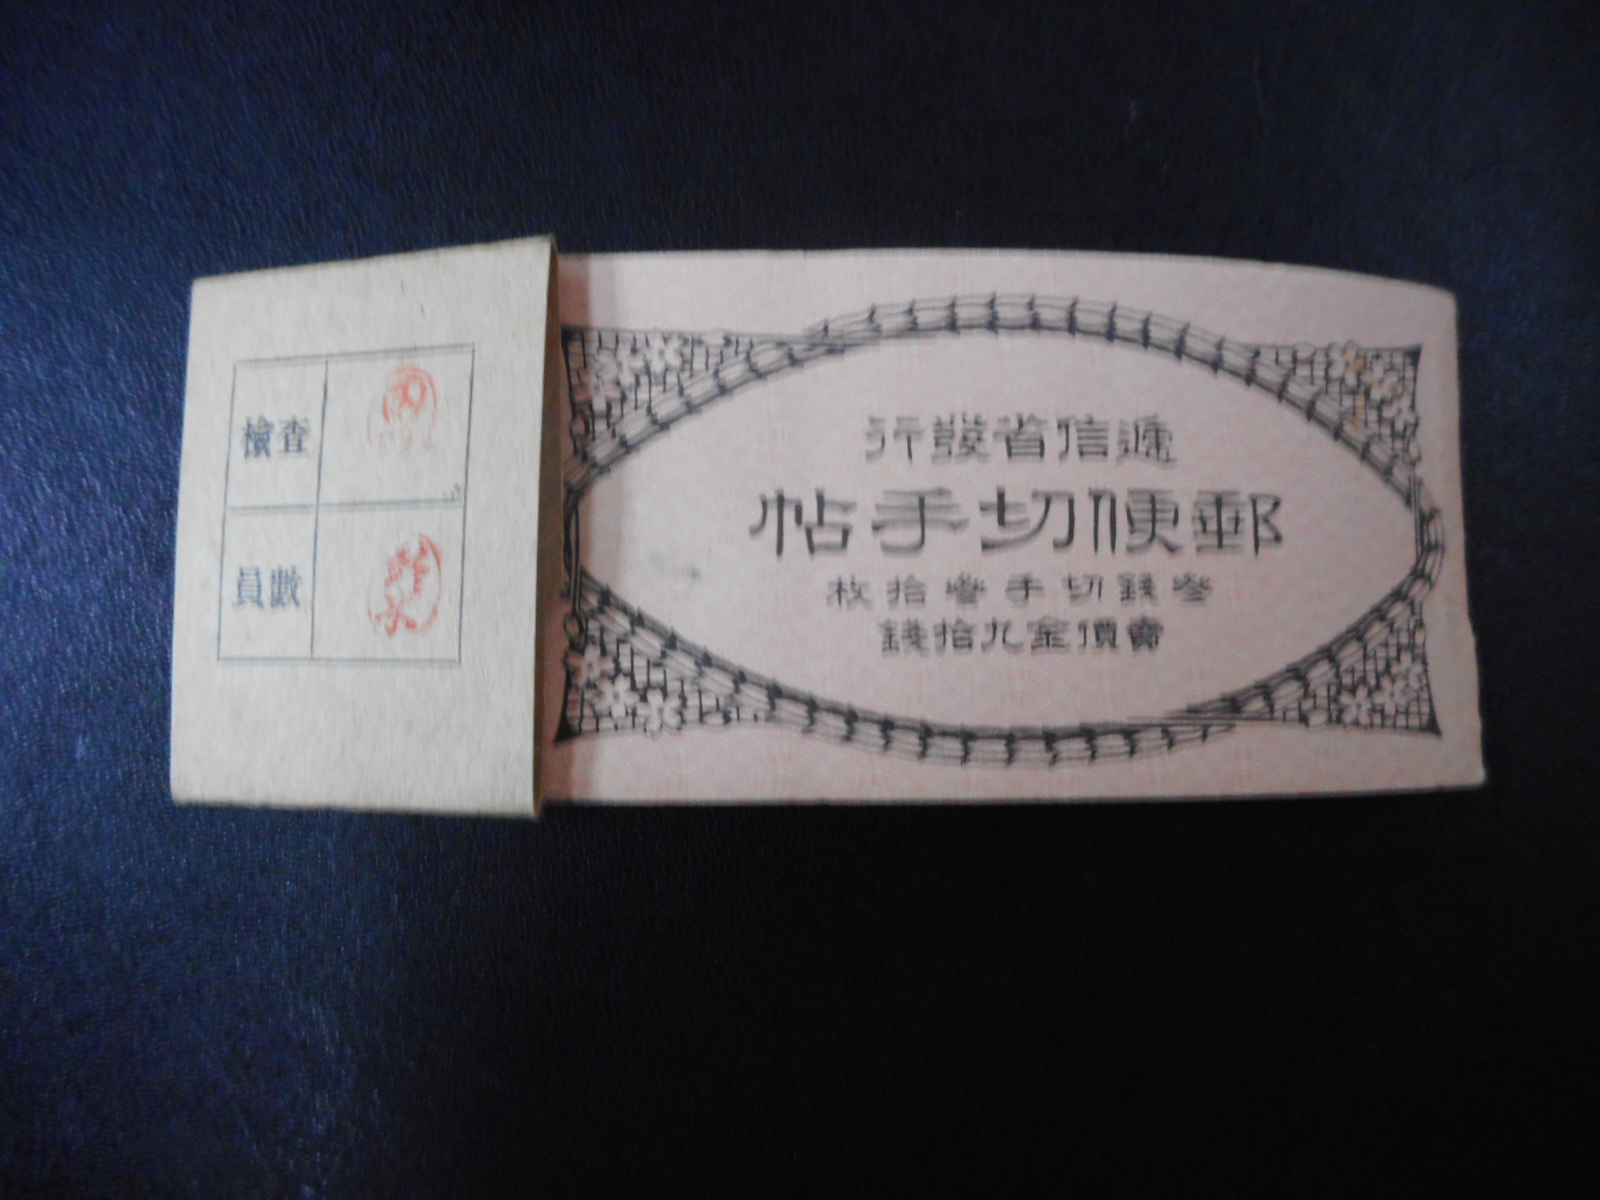 遞信省發行
郵便切手帖
參錢切手參拾枚
賣價金九拾錢
檢查
員數